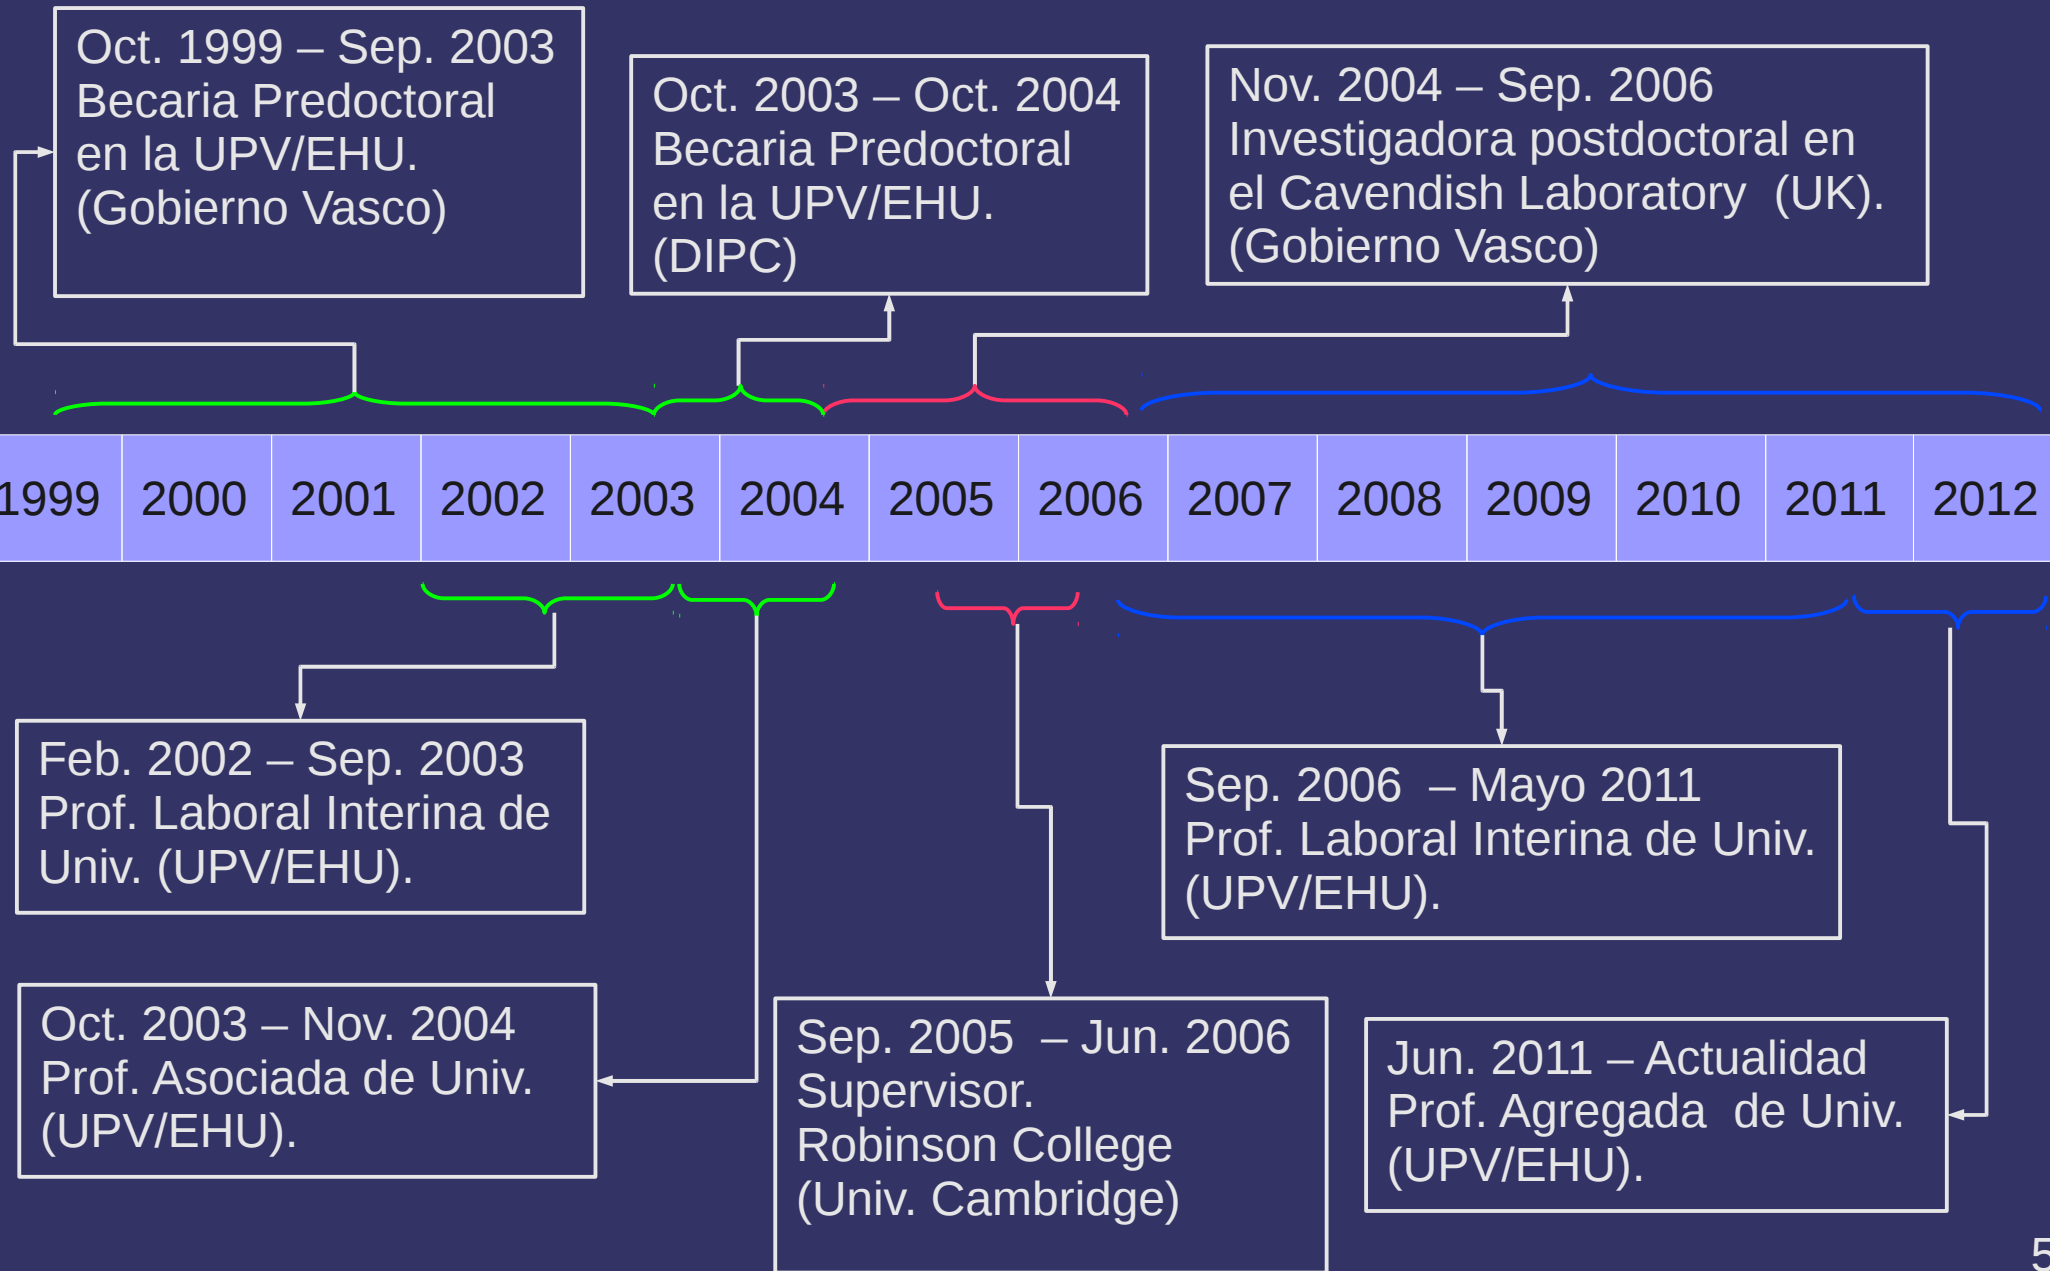 Oct. 1999 – Sep. 2003
Becaria Predoctoral
en la UPV/EHU.
(Gobierno Vasco)
Oct. 2003 – Oct. 2004
Becaria Predoctoral
en la UPV/EHU.
(DIPC)
Nov. 2004 – Sep. 2006
Investigadora postdoctoral en
el Cavendish Laboratory (UK).
(Gobierno Vasco)
1999 2000 2001 2002 2003 2004 2005 2006 2007 2008 2009 2010 2011 2012
Feb. 2002 – Sep. 2003
Prof. Laboral Interina de
Univ. (UPV/EHU).
Sep. 2006 – Mayo 2011
Prof. Laboral Interina de Univ.
(UPV/EHU).
Oct. 2003 – Nov. 2004
Prof. Asociada de Univ.
(UPV/EHU).
Sep. 2005 – Jun. 2006
Supervisor.
Robinson College
(Univ. Cambridge)
Jun. 2011 – Actualidad
Prof. Agregada de Univ.
(UPV/EHU).
5